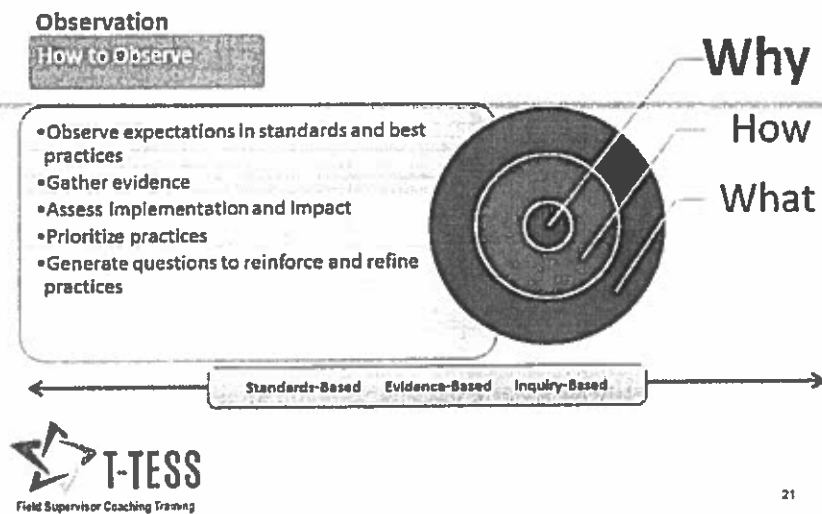 Observation
How to Observe
Why
How
What
•Observe expectations in standards and best
practices
•Gather evidence
•Assess implementation and impact
•Prioritize practices
•Generate questions to reinforce and refine
practices
Standards-Based Evidence-Based Inquiry-Based
T-TESS
Field Supervisor Coaching Training
21